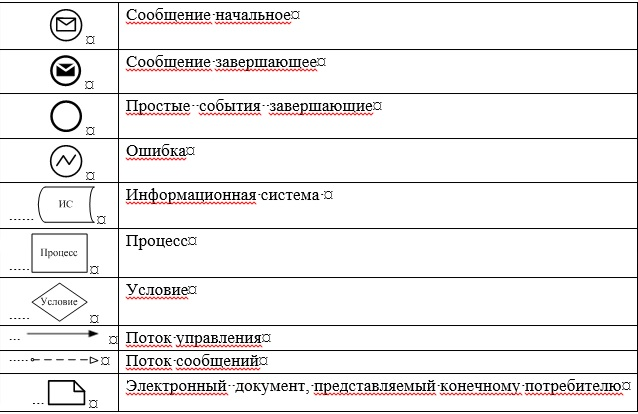 Сообщение начальное
Сообщение завершающее
Простые события завершающие
Ошибка
ИС
Информационная система
Процесс
Процесс
Условие
Условие
Поток управления
Поток сообщений
Электронный документ, представляемый конечному потребителю